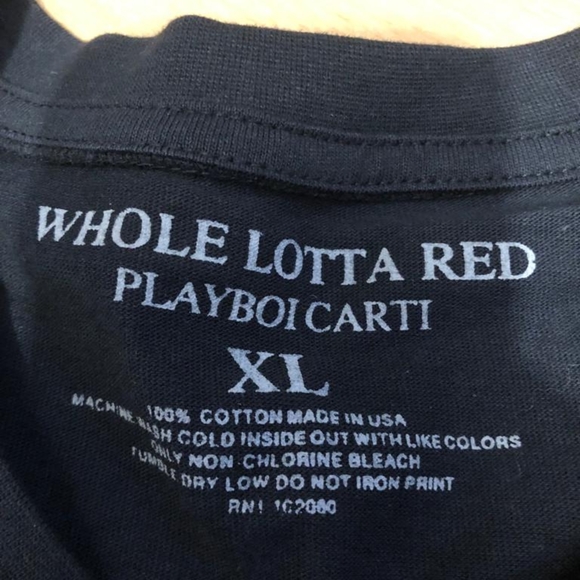 WHOLE LOTTA RED
PLAYBOI CARTI
XL
100% COTTON MADE IN USA
MACHINE WASH COLD INSIDE OUT WITH LIKE COLORS
ONLY NON-CHLORINE BLEACH
TUMBLE DRY LOW DO NOT IRON PRINT
RN# 102060